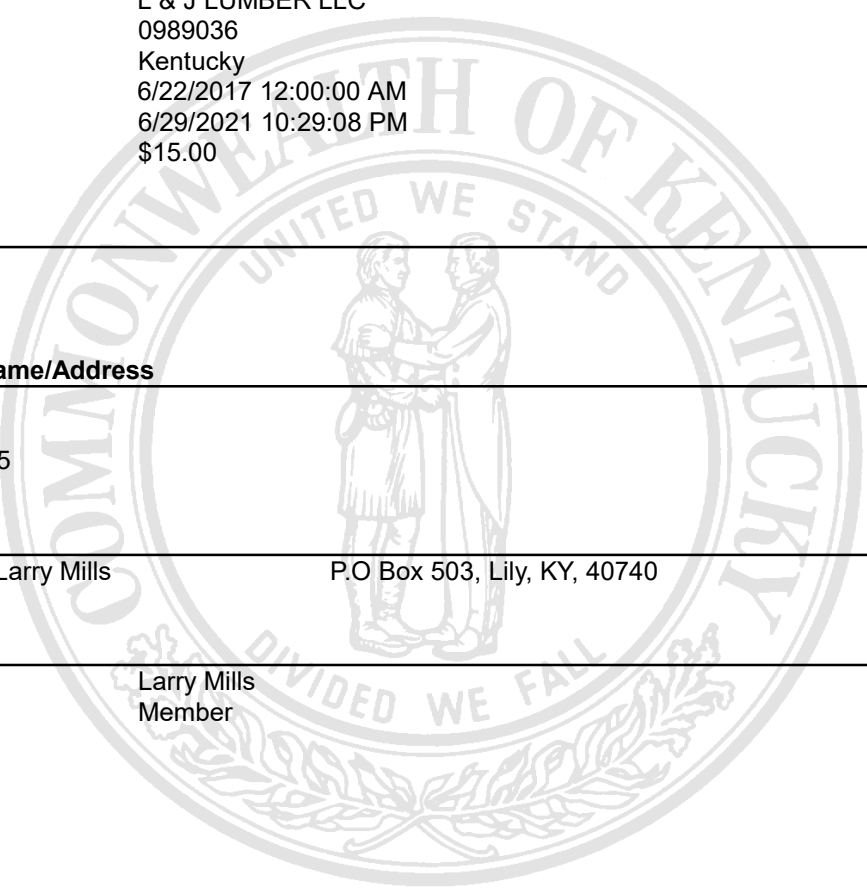 L & J LUMBER LLC
0989036
Kentucky
6/22/2017 12:00:00 AM
6/29/2021 10:29:08 PM
$15.00
COMMONWEALTH OF KENTUCKY
UNITED WE STAND
ame/Address
5
Larry Mills P.O Box 503, Lily, KY, 40740
DIVIDED WE FALL
Larry Mills
Member